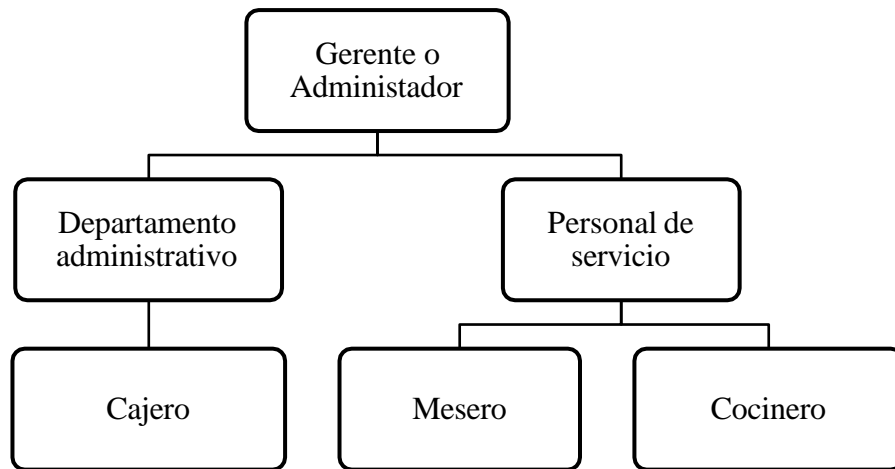 Gerente o
Administador
Departamento
administrativo
Personal de
servicio
Cajero
Mesero
Cocinero